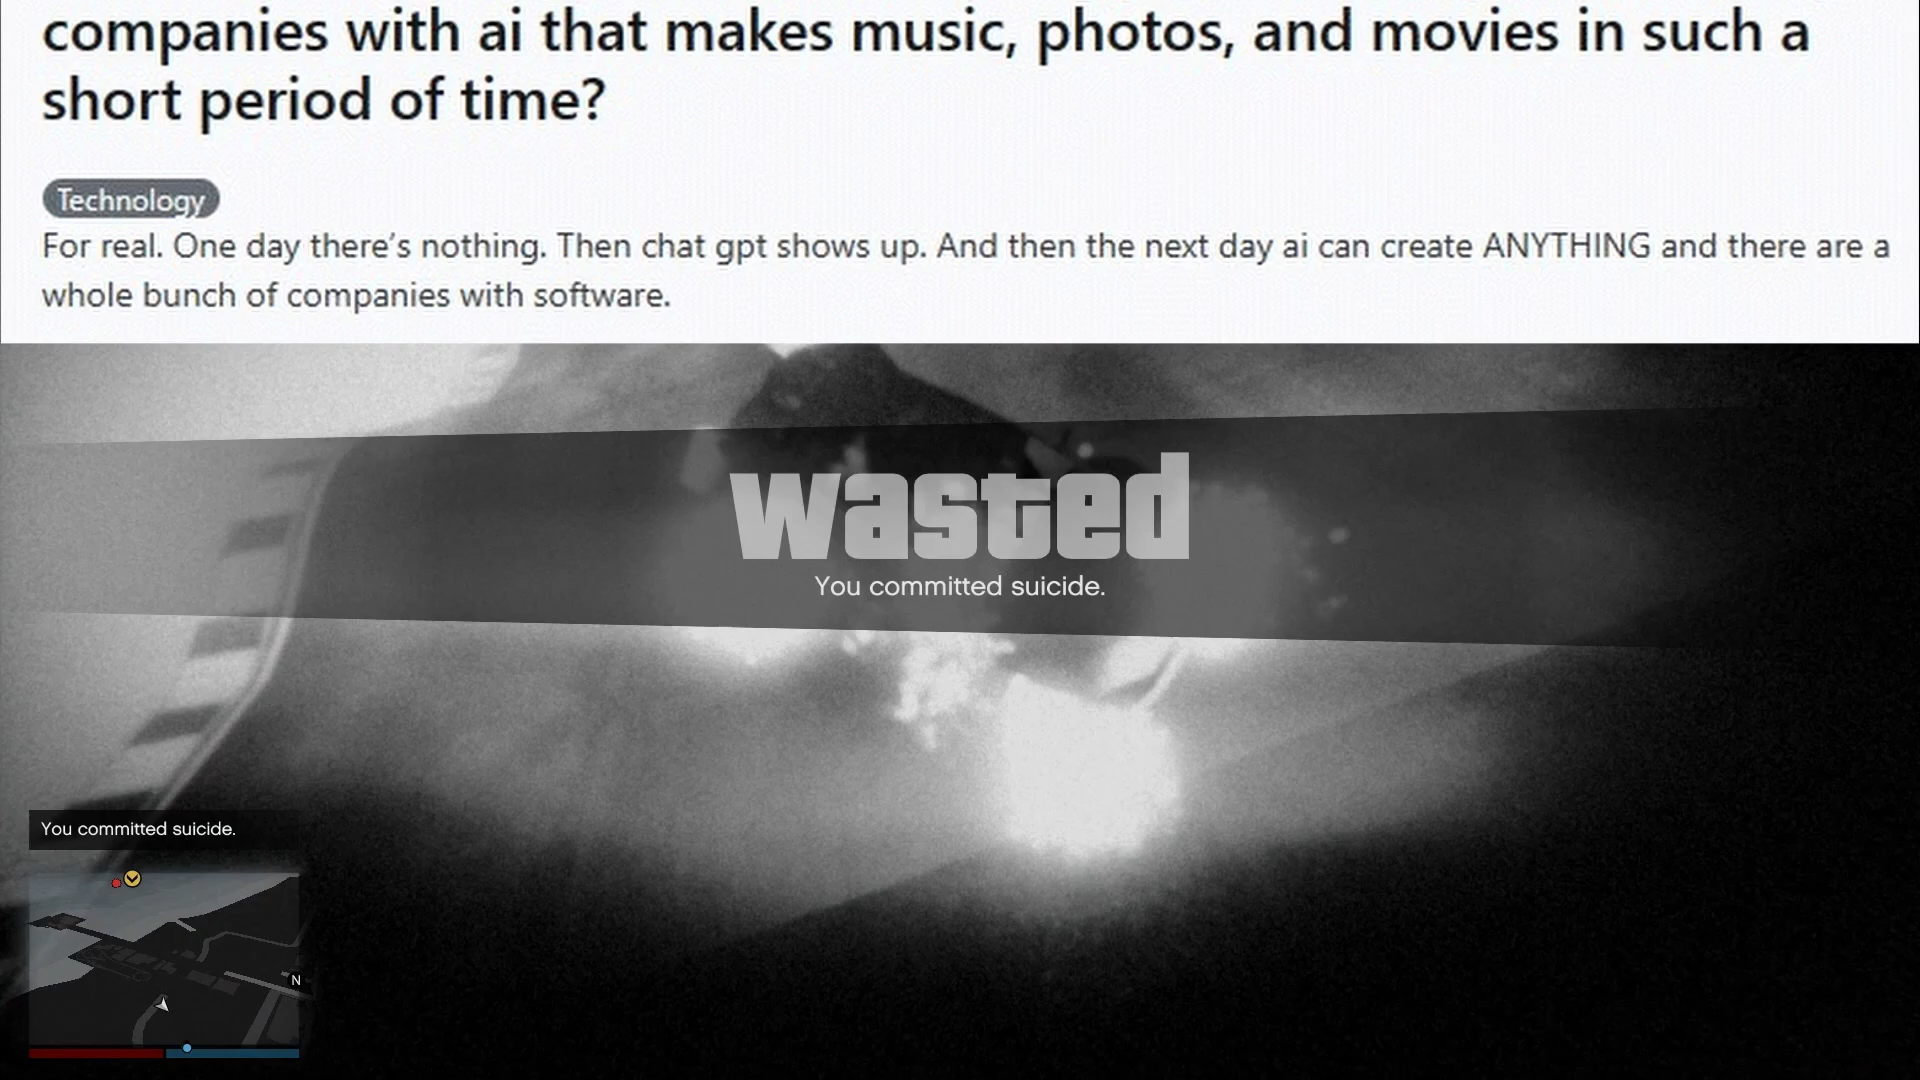 companies with ai that makes music, photos, and movies in such a
short period of time?
Technology
For real. One day there’s nothing. Then chat gpt shows up. And then the next day ai can create ANYTHING and there are a
whole bunch of companies with software.
wasted
You committed suicide.
You committed suicide.
N